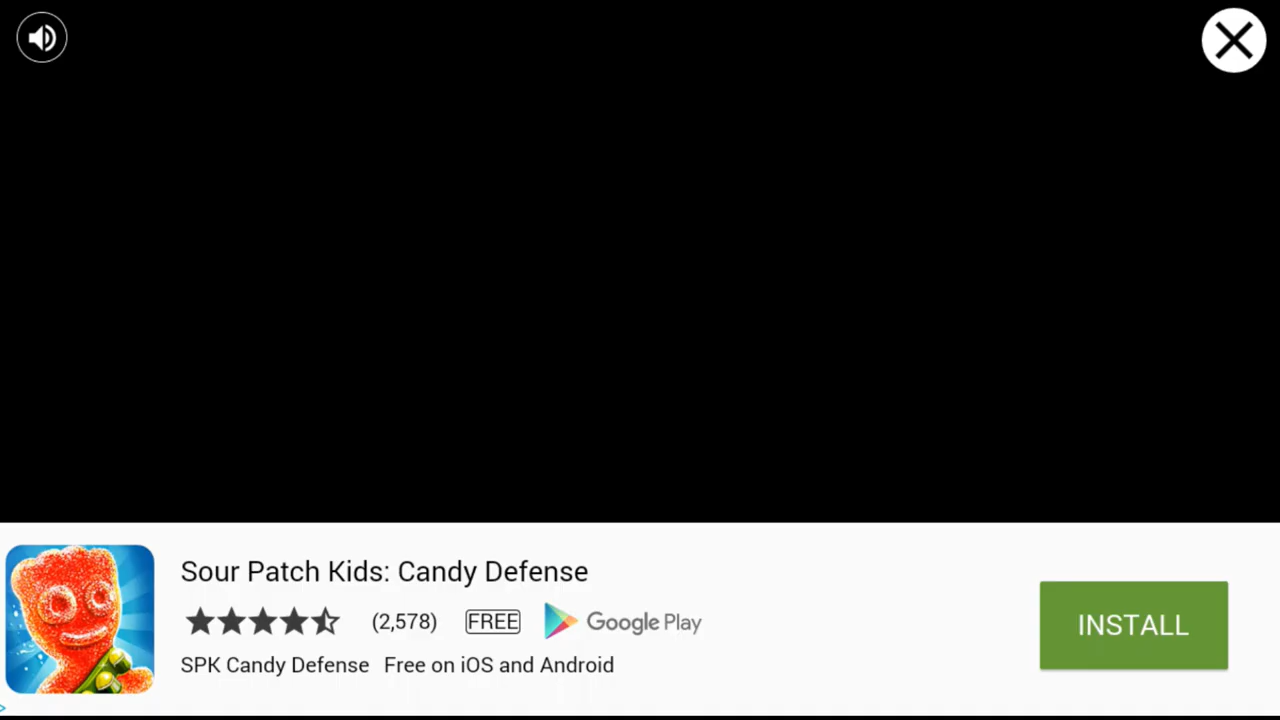 Sour Patch Kids: Candy Defense
(2,578) FREE Google Play
SPK Candy Defense Free on iOS and Android
INSTALL